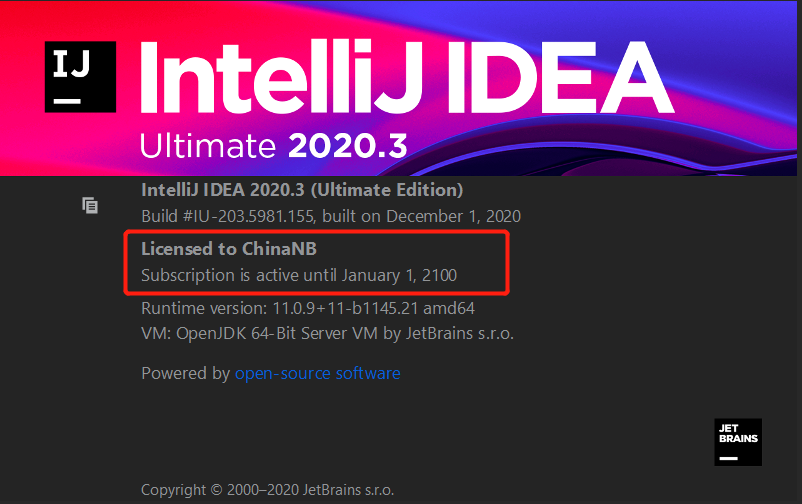 IJ
IntelliJ IDEA
Ultimate 2020.3
IntelliJ IDEA 2020.3 (Ultimate Edition)
Build #IU-203.5981.155, built on December 1, 2020
Licensed to ChinaNB
Subscription is active until January 1, 2100
Runtime version: 11.0.9+11-b1145.21 amd64
VM: OpenJDK 64-Bit Server VM by JetBrains s.r.o.
Powered by open-source software
JET
BRAINS
Copyright © 2000–2020 JetBrains s.r.o.